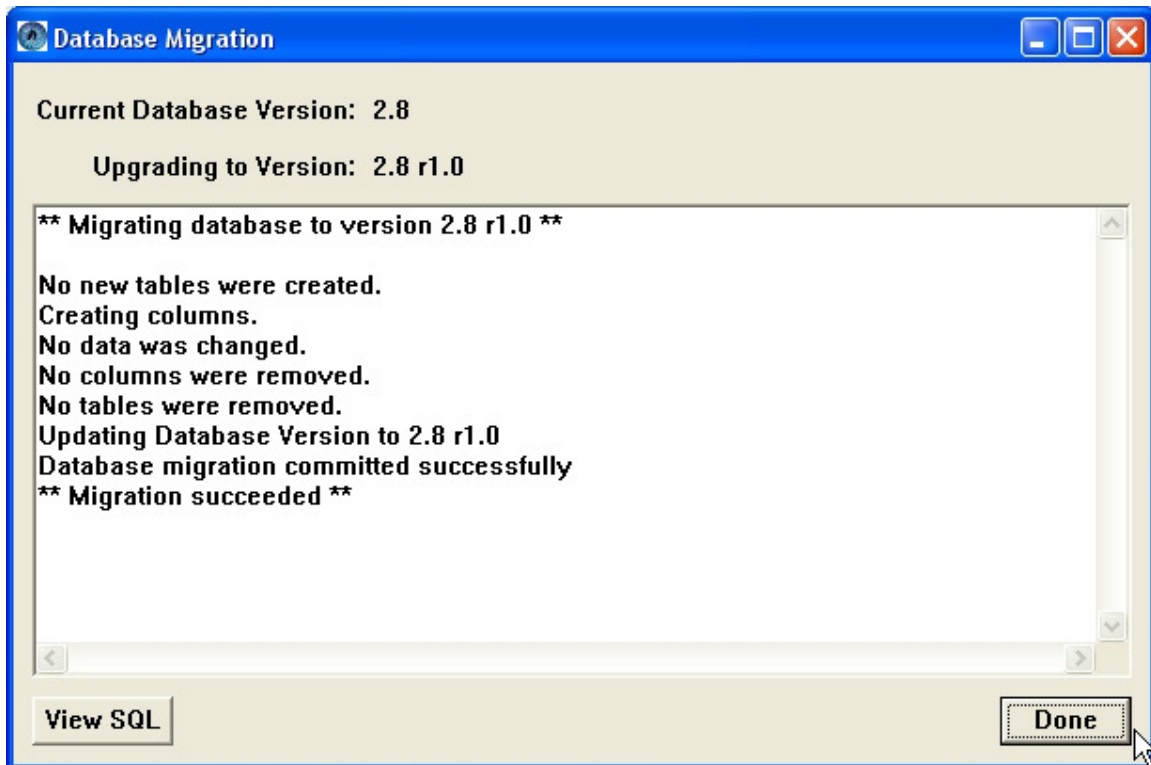 Database Migration
Current Database Version: 2.8
Upgrading to Version: 2.8 r1.0
** Migrating database to version 2.8 r1.0 **
No new tables were created.
Creating columns.
No data was changed.
No columns were removed.
No tables were removed.
Updating Database Version to 2.8 r1.0
Database migration committed successfully
** Migration succeeded **
View SQL
Done